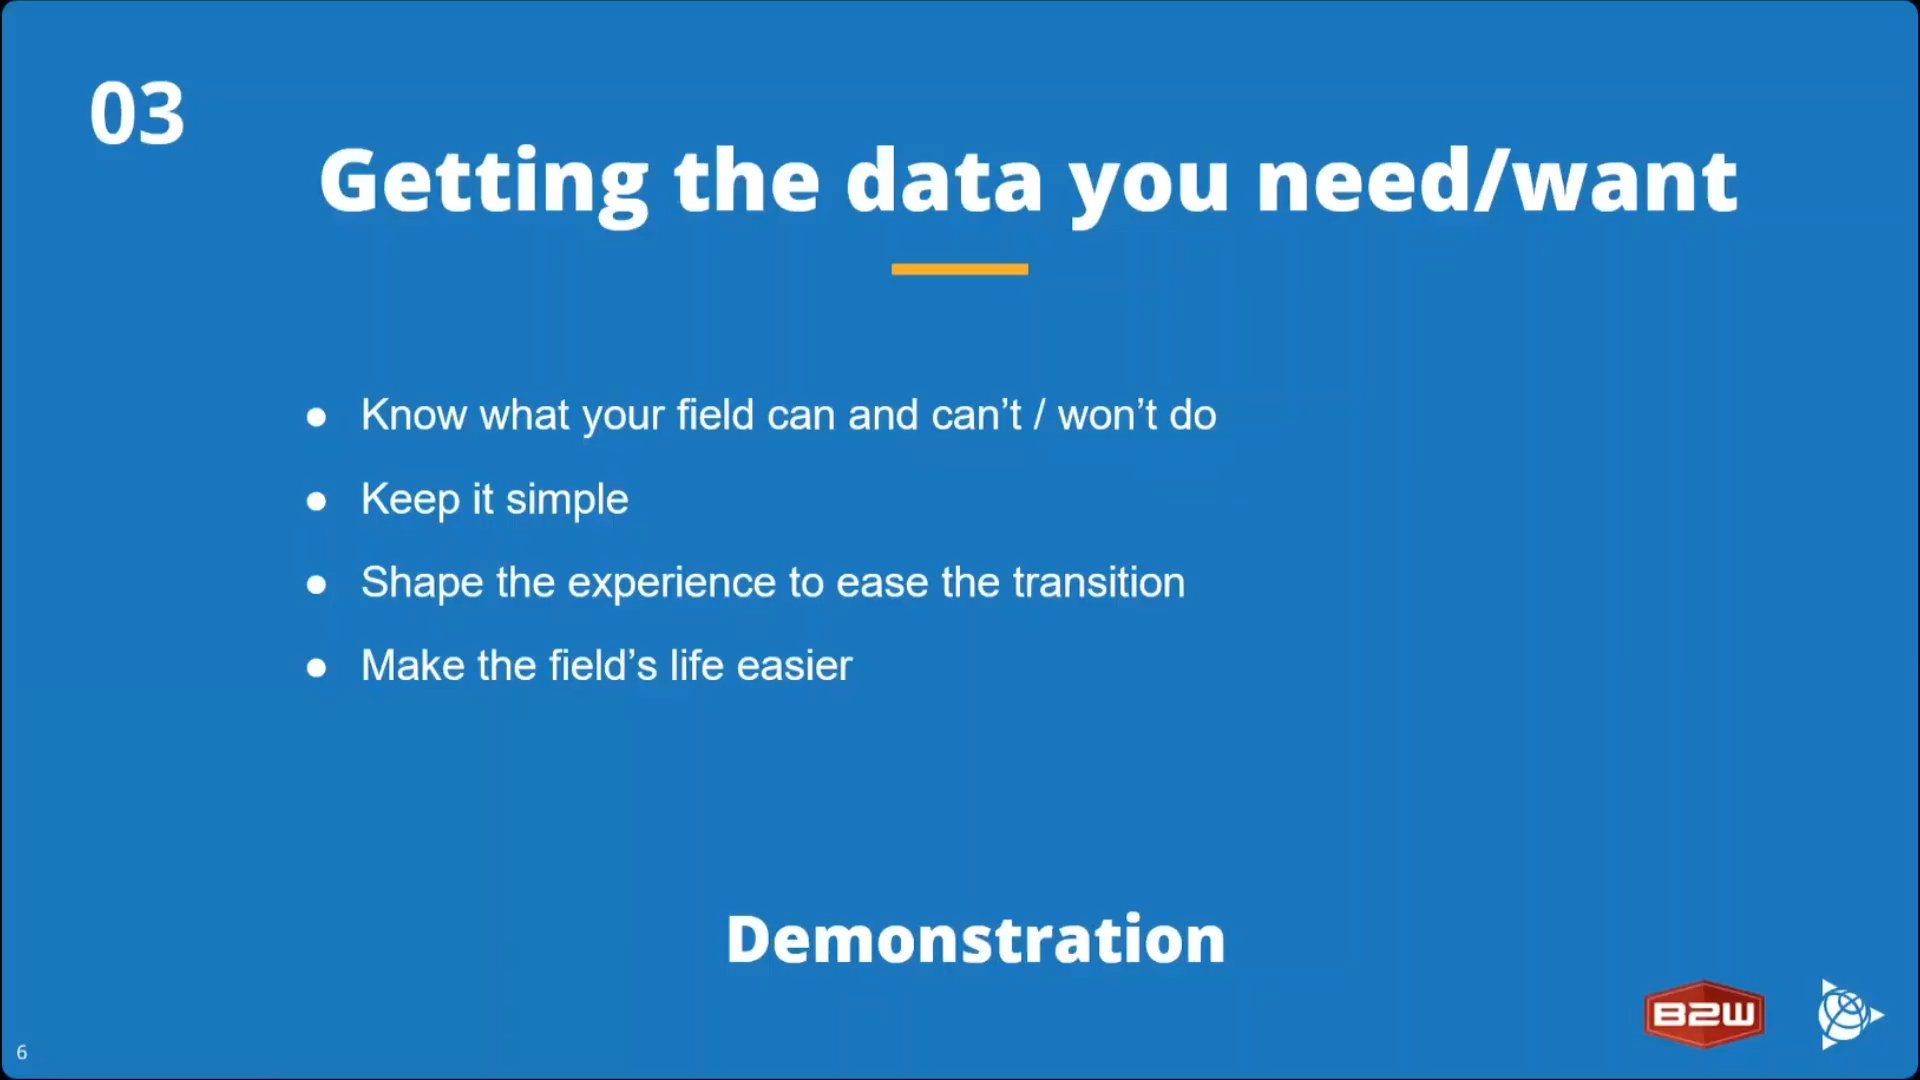 03
Getting the data you need/want
● Know what your field can and can’t / won’t do
● Keep it simple
● Shape the experience to ease the transition
● Make the field’s life easier
Demonstration
B2W
6